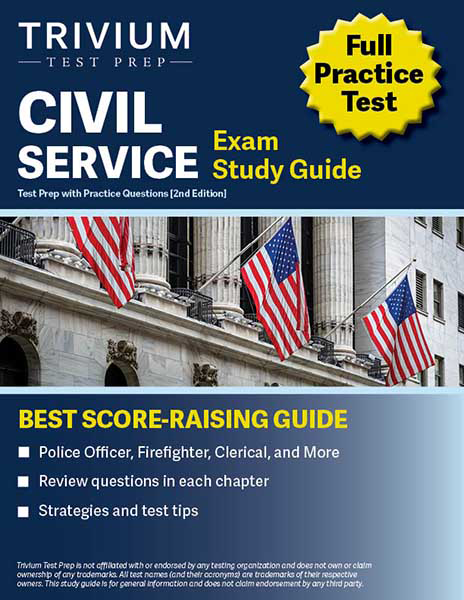 TRIVIUM
TEST PREP
Full
Practice
Test
CIVIL
SERVICE
Exam
Study Guide
Test Prep with Practice Questions [2nd Edition]
BEST SCORE-RAISING GUIDE
Police Officer, Firefighter, Clerical, and More
Review questions in each chapter
Strategies and test tips
Trivium Test Prep is not affiliated with or endorsed by any testing organization and does not own or claim
ownership of any trademarks. All test names (and their acronyms) are trademarks of their respective
owners. This study guide is for general information and does not claim endorsement by any third party.